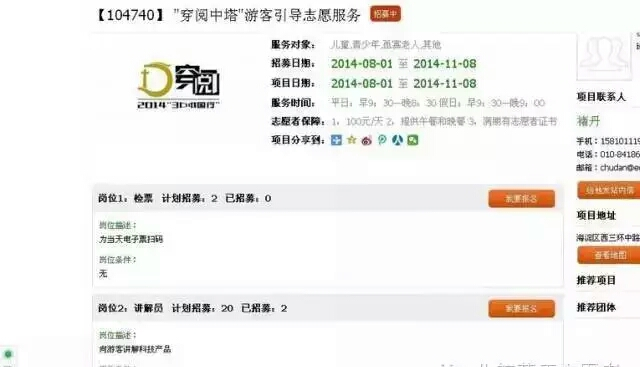 【104740】"穿阅中塔"游客引导志愿服务 招募中
穿阅
2014"3D中国行"
服务对象： 儿童,青少年,孤寡老人,其他
招募日期： 2014-08-01 至 2014-11-08
项目日期： 2014-08-01 至 2014-11-08
服务时间： 平日：早9：30—晚8：30 假日：早9：30—晚9：00
志愿者保障： 1，100元/天 2，提供午餐和晚餐 3，满期有志愿者证书
项目分享到：
岗位1：检票 计划招募：2 已招募：0
我要报名
岗位描述：
为当天电子票扫码
岗位条件：
无
岗位2：讲解员 计划招募：20 已招募：2
我要报名
岗位描述：
向游客讲解科技产品
项目联系人
褚丹
手机：158101119
电话：010-84186
邮箱：chudan@e
给他发站内信
项目地址
海淀区西三环中路
查看地图
推荐项目
推荐团体